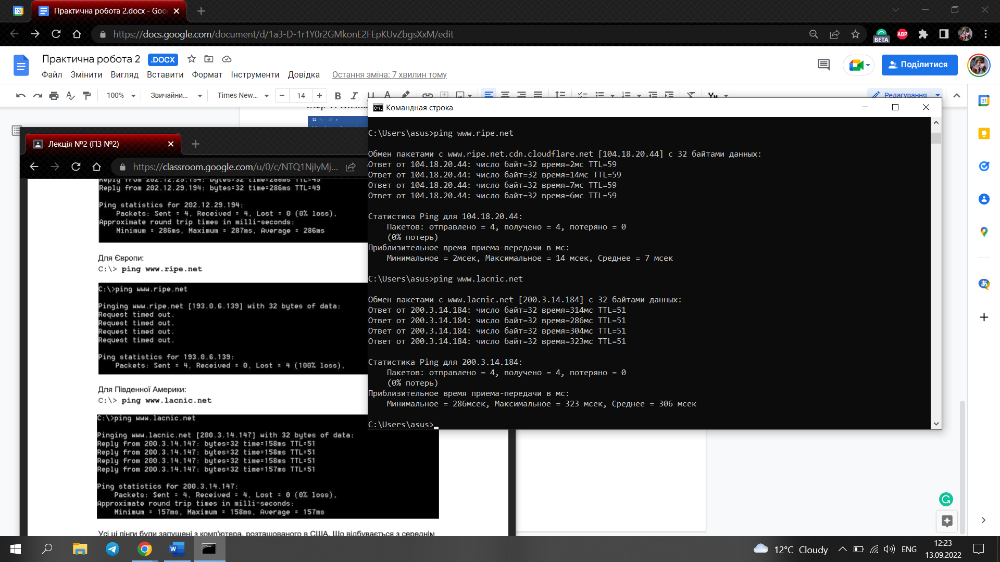 13
Практична робота 2.docx - Goo
https://docs.google.com/document/d/1a3-D-1r1Y0r2GMkonE2FEpKUvZbgsXxM/edit
BETA
ABP
Практична робота 2
.DOCX
Поділитися
Файл
Змінити
Вигляд
Вставити
Формат
Інструменти
Довідка
Остання зміна: 7 хвилин тому
100%
Звичайни...
Times New...
14
Редагування
31
Командная строка
C:\Users\asus>ping www.ripe.net
Обмен пакетами с www.ripe.net.cdn.cloudflare.net [104.18.20.44] с 32 байтами данных:
Ответ от 104.18.20.44: число байт=32 время=2мс TTL=59
Ответ от 104.18.20.44: число байт=32 время=14мс TTL=59
Ответ от 104.18.20.44: число байт=32 время=7мс TTL=59
Ответ от 104.18.20.44: число байт=32 время=6мс TTL=59
Статистика Ping для 104.18.20.44:
Пакетов: отправлено = 4, получено = 4, потеряно = 0
(0% потерь)
Приблизительное время приема-передачи в мс:
Минимальное = 2мсек, Максимальное = 14 мсек, Среднее = 7 мсек
C:\Users\asus>ping www.lacnic.net
Обмен пакетами с www.lacnic.net [200.3.14.184] с 32 байтами данных:
Ответ от 200.3.14.184: число байт=32 время=314мс TTL=51
Ответ от 200.3.14.184: число байт=32 время=286мс TTL=51
Ответ от 200.3.14.184: число байт=32 время=304мс TTL=51
Ответ от 200.3.14.184: число байт=32 время=323мс TTL=51
Статистика Ping для 200.3.14.184:
Пакетов: отправлено = 4, получено = 4, потеряно = 0
(0% потерь)
Приблизительное время приема-передачи в мс:
Минимальное = 286мсек, Максимальное = 323 мсек, Среднее = 306 мсек
C:\Users\asus>
Лекція №2 (ПЗ №2)
https://classroom.google.com/u/0/c/NTQ1NjIyMj...
Reply from 202.12.29.194: bytes=32 time=286ms TTL=49
Reply from 202.12.29.194: bytes=32 time=286ms TTL=49
Ping statistics for 202.12.29.194:
Packets: Sent = 4, Received = 4, Lost = 0 (0% loss),
Approximate round trip times in milli-seconds:
Minimum = 286ms, Maximum = 287ms, Average = 286ms
Для Європи:
C:\> ping www.ripe.net
C:\>ping www.ripe.net
Pinging www.ripe.net [193.0.6.139] with 32 bytes of data:
Request timed out.
Request timed out.
Request timed out.
Request timed out.
Ping statistics for 193.0.6.139:
Packets: Sent = 4, Received = 0, Lost = 4 (100% loss),
Для Південної Америки:
C:\> ping www.lacnic.net
C:\>ping www.lacnic.net
Pinging www.lacnic.net [200.3.14.147] with 32 bytes of data:
Reply from 200.3.14.147: bytes=32 time=158ms TTL=51
Reply from 200.3.14.147: bytes=32 time=158ms TTL=51
Reply from 200.3.14.147: bytes=32 time=158ms TTL=51
Reply from 200.3.14.147: bytes=32 time=157ms TTL=51
Ping statistics for 200.3.14.147:
Packets: Sent = 4, Received = 4, Lost = 0 (0% loss),
Approximate round trip times in milli-seconds:
Minimum = 157ms, Maximum = 158ms, Average = 157ms
Усі ці пінги були запущені з комп'ютера, розташованого в США. Що відбувається з середнім
12°C Cloudy
ENG
12:23
13.09.2022